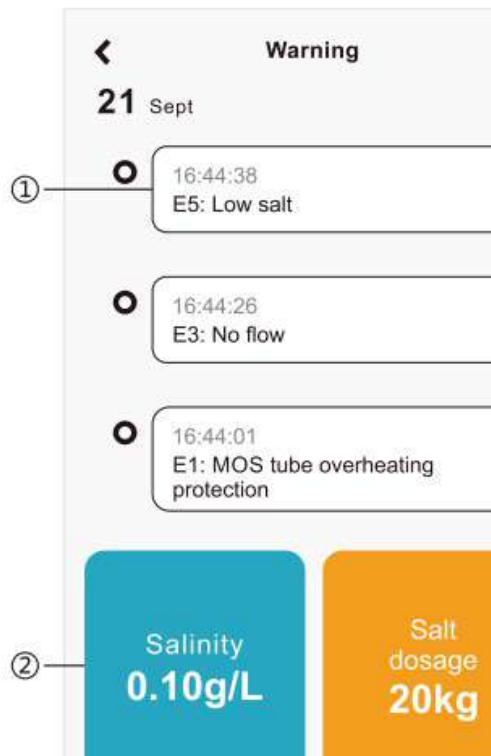 Warning
21 Sept
① 16:44:38
E5: Low salt
16:44:26
E3: No flow
16:44:01
E1: MOS tube overheating
protection
Salinity
② 0.10g/L
Salt
dosage
20kg